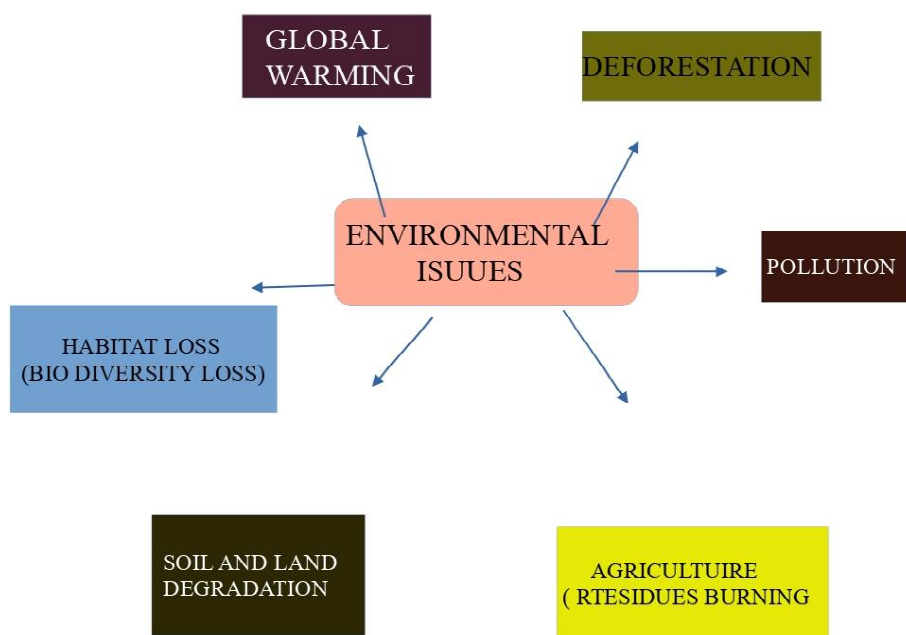 GLOBAL
WARMING
DEFORESTATION
ENVIRONMENTAL
ISUUES
POLLUTION
HABITAT LOSS
(BIO DIVERSITY LOSS)
SOIL AND LAND
DEGRADATION
AGRICULTUIRE
( RTESIDUES BURNING